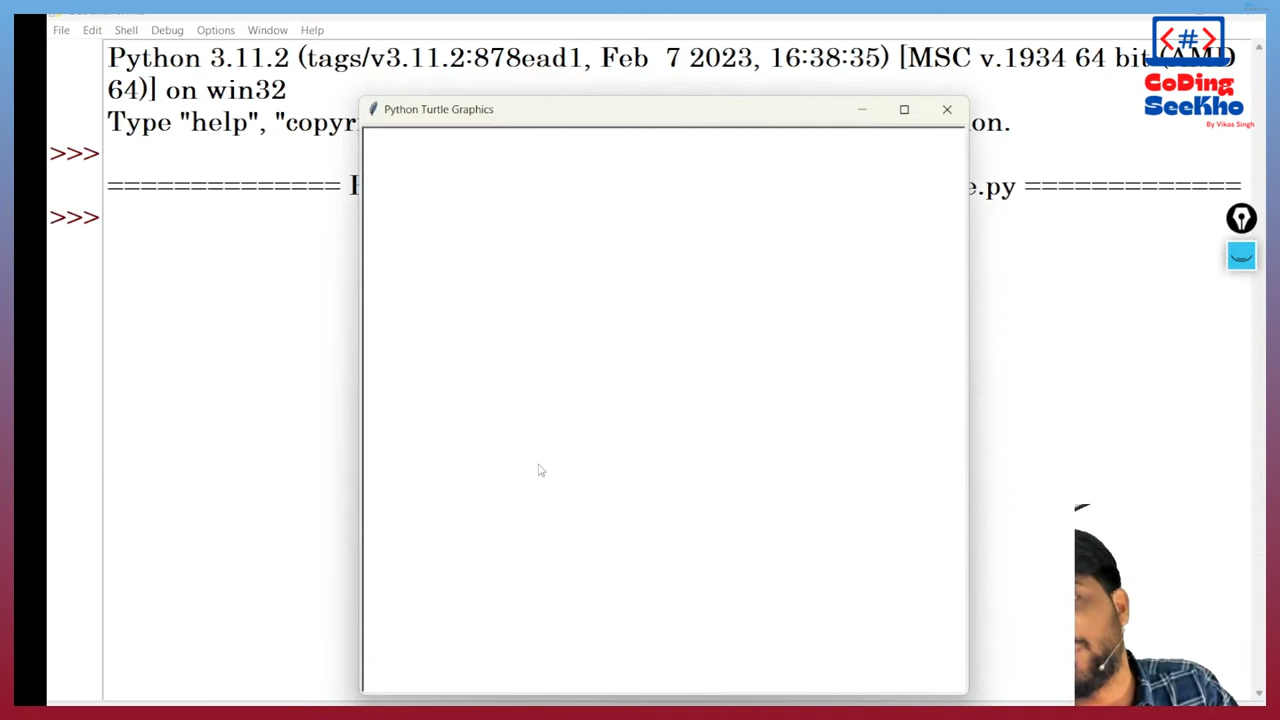 File Edit Shell Debug Options Window Help
Python 3.11.2 (tags/v3.11.2:878ead1, Feb 7 2023, 16:38:35) [MSC v.1934 64 bit (AMD
64)] on win32
Type "help", "copyr on.
>>>
============== e.py =============
>>>
Python Turtle Graphics
<#>
CoDing
SeeKho
By Vikas Singh